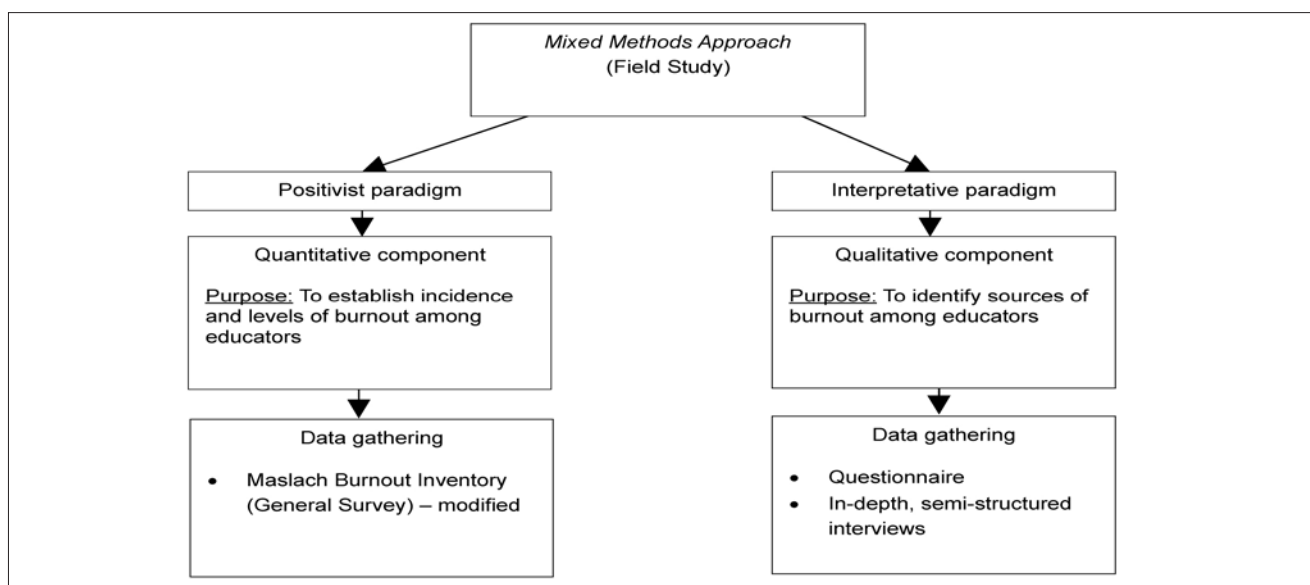 Mixed Methods Approach
(Field Study)
Positivist paradigm
Interpretative paradigm
Quantitative component
Purpose: To establish incidence
and levels of burnout among
educators
Qualitative component
Purpose: To identify sources of
burnout among educators
Data gathering
• Maslach Burnout Inventory
(General Survey) – modified
Data gathering
• Questionnaire
• In-depth, semi-structured
interviews